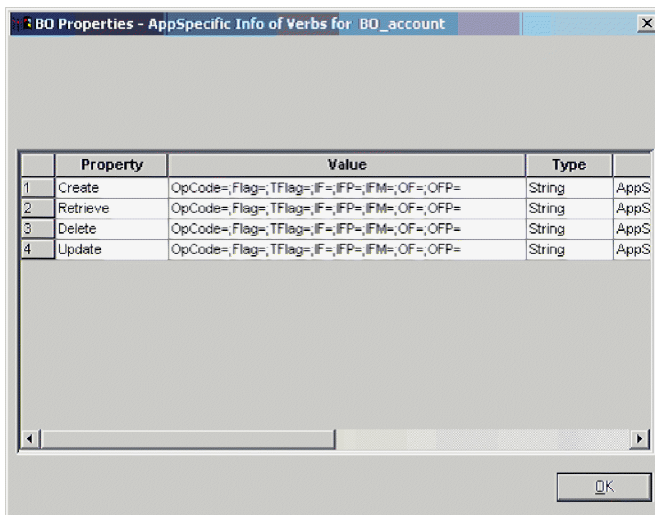 BO Properties - AppSpecific Info of Verbs for BO_account
Property Value Type
1 Create OpCode=;Flag=;TFlag=;IF=;IFP=;IFM=;OF=;OFP= String AppS
2 Retrieve OpCode=;Flag=;TFlag=;IF=;IFP=;IFM=;OF=;OFP= String AppS
3 Delete OpCode=;Flag=;TFlag=;IF=;IFP=;IFM=;OF=;OFP= String AppS
4 Update OpCode=;Flag=;TFlag=;IF=;IFP=;IFM=;OF=;OFP= String AppS
OK